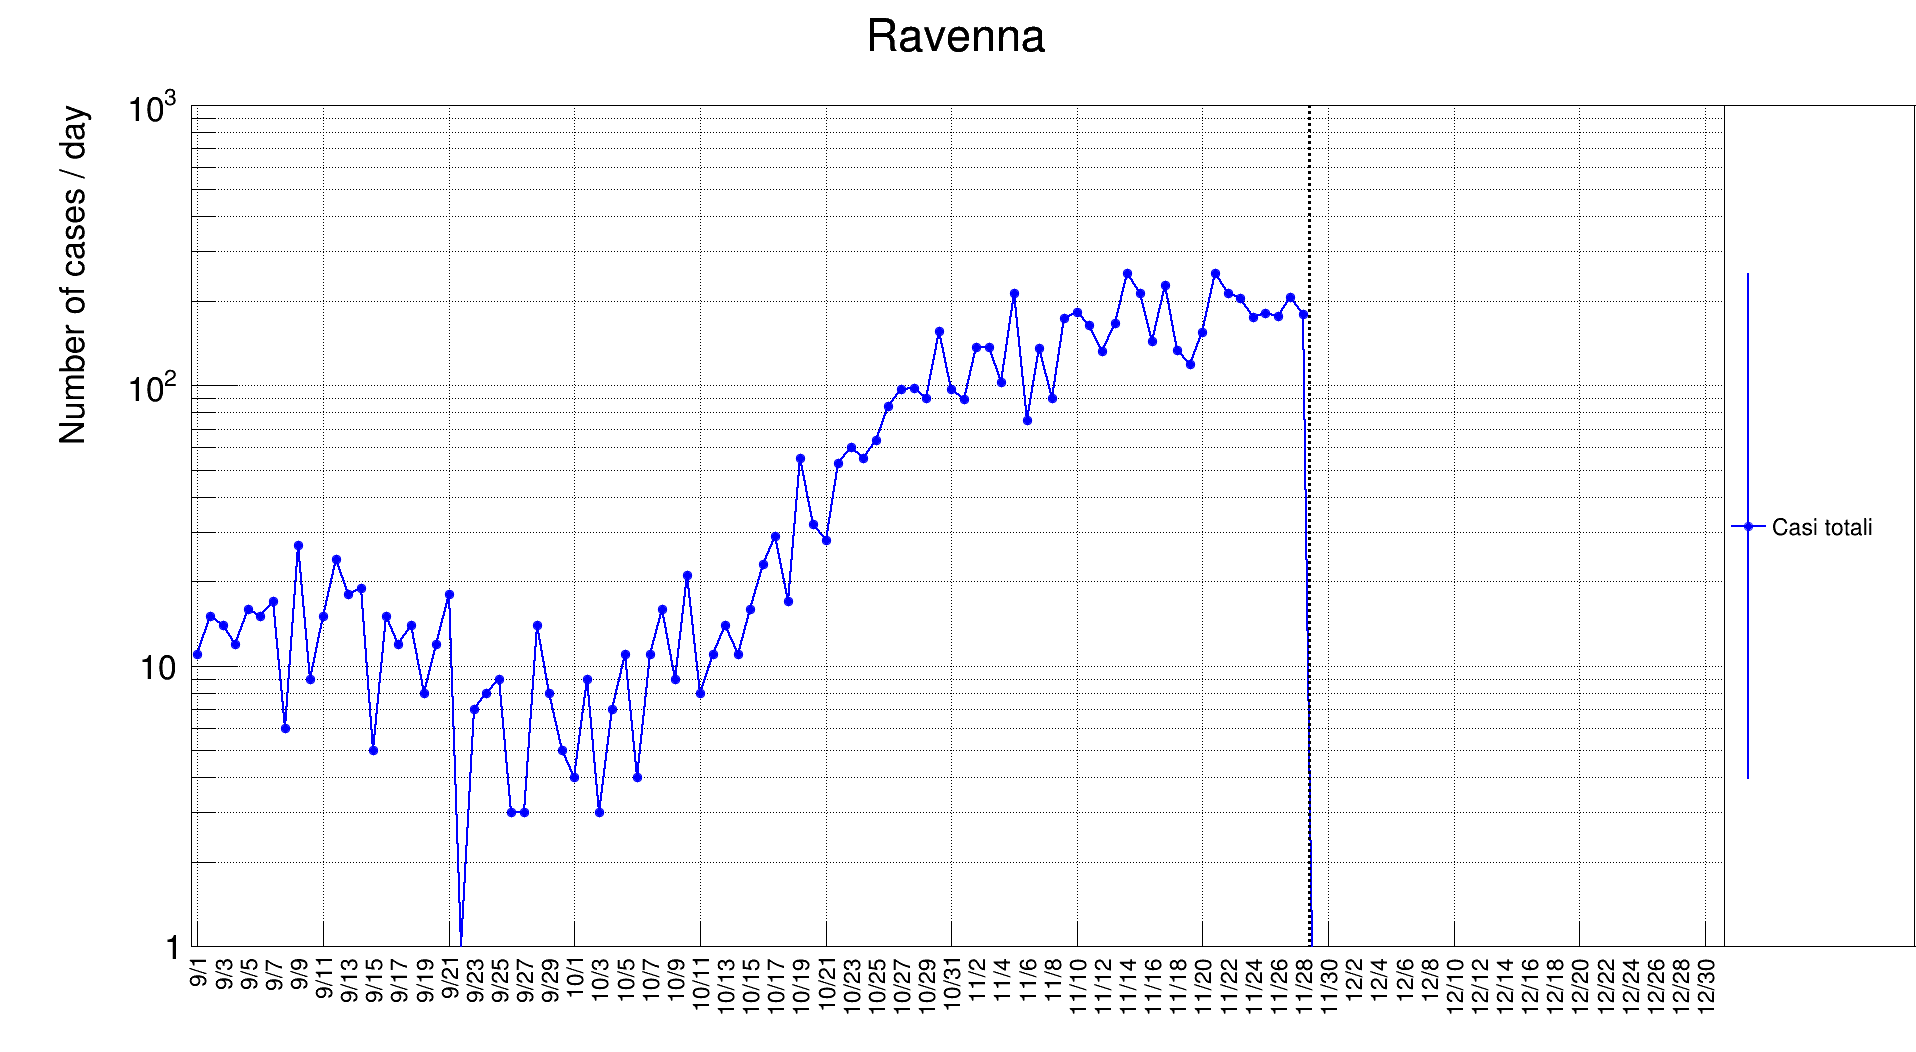 Ravenna
Number of cases / day
10³
10²
10
1
9/1 9/3 9/5 9/7 9/9 9/11 9/13 9/15 9/17 9/19 9/21 9/23 9/25 9/27 9/29 10/1 10/3 10/5 10/7 10/9 10/11 10/13 10/15 10/17 10/19 10/21 10/23 10/25 10/27 10/29 10/31 11/2 11/4 11/6 11/8 11/10 11/12 11/14 11/16 11/18 11/20 11/22 11/24 11/26 11/28 11/30 12/2 12/4 12/6 12/8 12/10 12/12 12/14 12/16 12/18 12/20 12/22 12/24 12/26 12/28 12/30
Casi totali